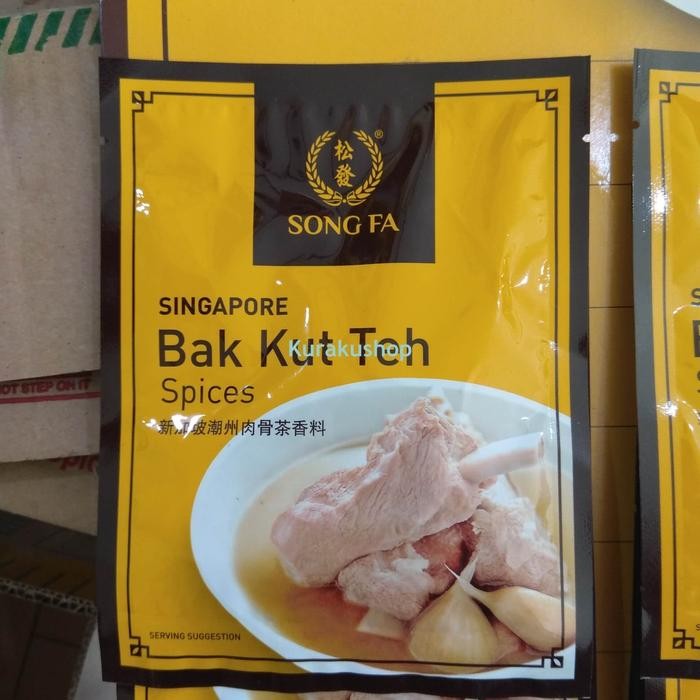 松
發
®
SONG FA
SINGAPORE
Bak Kut Teh
Kurakushop
Spices
新加坡潮州肉骨茶香料
SERVING SUGGESTION
NOT STEP ON IT